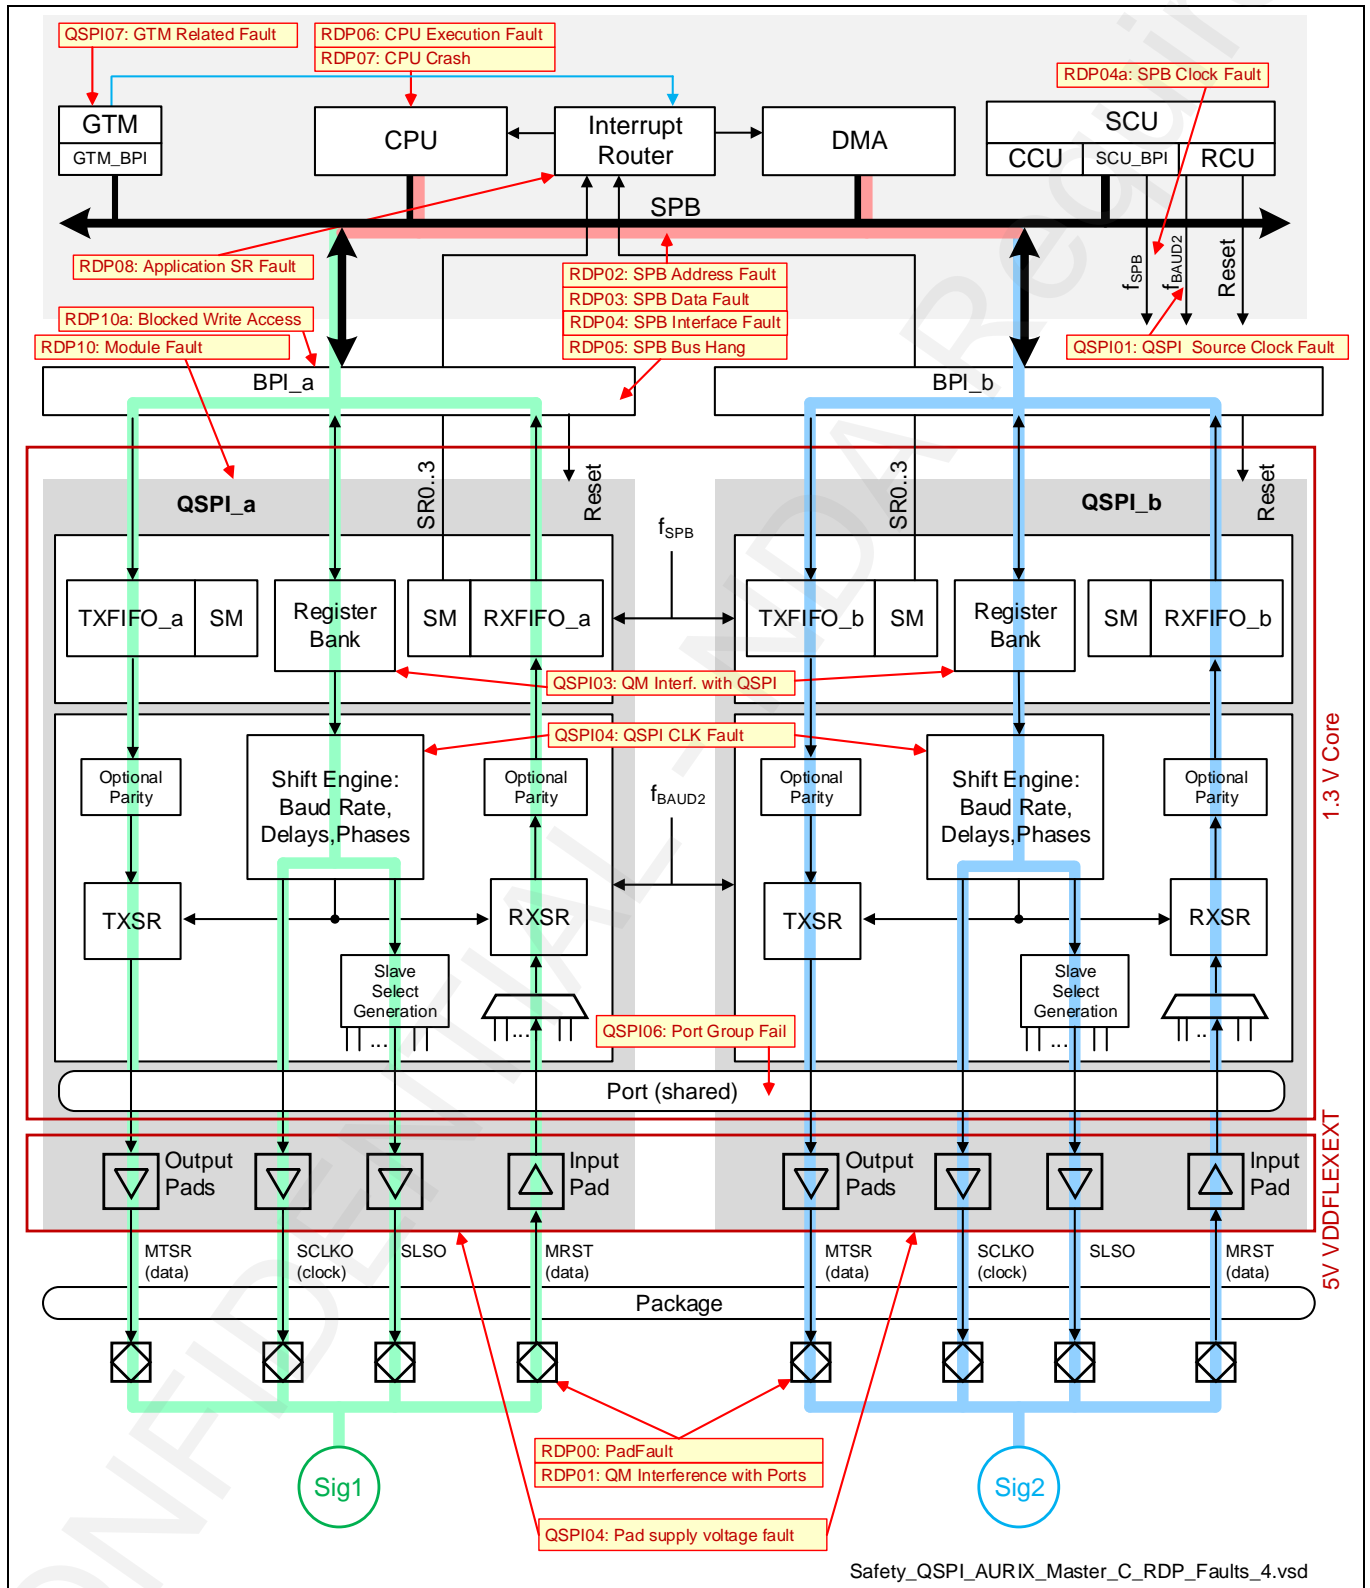 QSPI07: GTM Related Fault
RDP06: CPU Execution Fault
RDP07: CPU Crash
RDP04a: SPB Clock Fault
GTM
GTM_BPI
CPU
Interrupt
Router
DMA
SCU
CCU
SCU_BPI
RCU
SPB
RDP08: Application SR Fault
RDP02: SPB Address Fault
RDP03: SPB Data Fault
RDP04: SPB Interface Fault
RDP05: SPB Bus Hang
fSPB
fBAUD2
Reset
RDP10a: Blocked Write Access
RDP10: Module Fault
QSPI01: QSPI  Source Clock Fault
BPI_a
BPI_b
QSPI_a
SR0..3
Reset
QSPI_b
SR0..3
Reset
fSPB
TXFIFO_a
SM
Register
Bank
SM
RXFIFO_a
TXFIFO_b
SM
Register
Bank
SM
RXFIFO_b
QSPI03: QM Interf. with QSPI
QSPI04: QSPI CLK Fault
Optional
Parity
Shift Engine:
Baud Rate,
Delays,Phases
Optional
Parity
fBAUD2
Optional
Parity
Shift Engine:
Baud Rate,
Delays,Phases
Optional
Parity
1.3 V Core
TXSR
RXSR
TXSR
RXSR
Slave
Select
Generation
...
...
Slave
Select
Generation
...
...
QSPI06: Port Group Fail
Port (shared)
Output
Pads
Input
Pad
Output
Pads
Input
Pad
5V VDDFLEXEXT
MTSR
(data)
SCLKO
(clock)
SLSO
MRST
(data)
MTSR
(data)
SCLKO
(clock)
SLSO
MRST
(data)
Package
RDP00: PadFault
RDP01: QM Interference with Ports
Sig1
Sig2
QSPI04: Pad supply voltage fault
Safety_QSPI_AURIX_Master_C_RDP_Faults_4.vsd
CONFIDENTIAL - NDA Requir